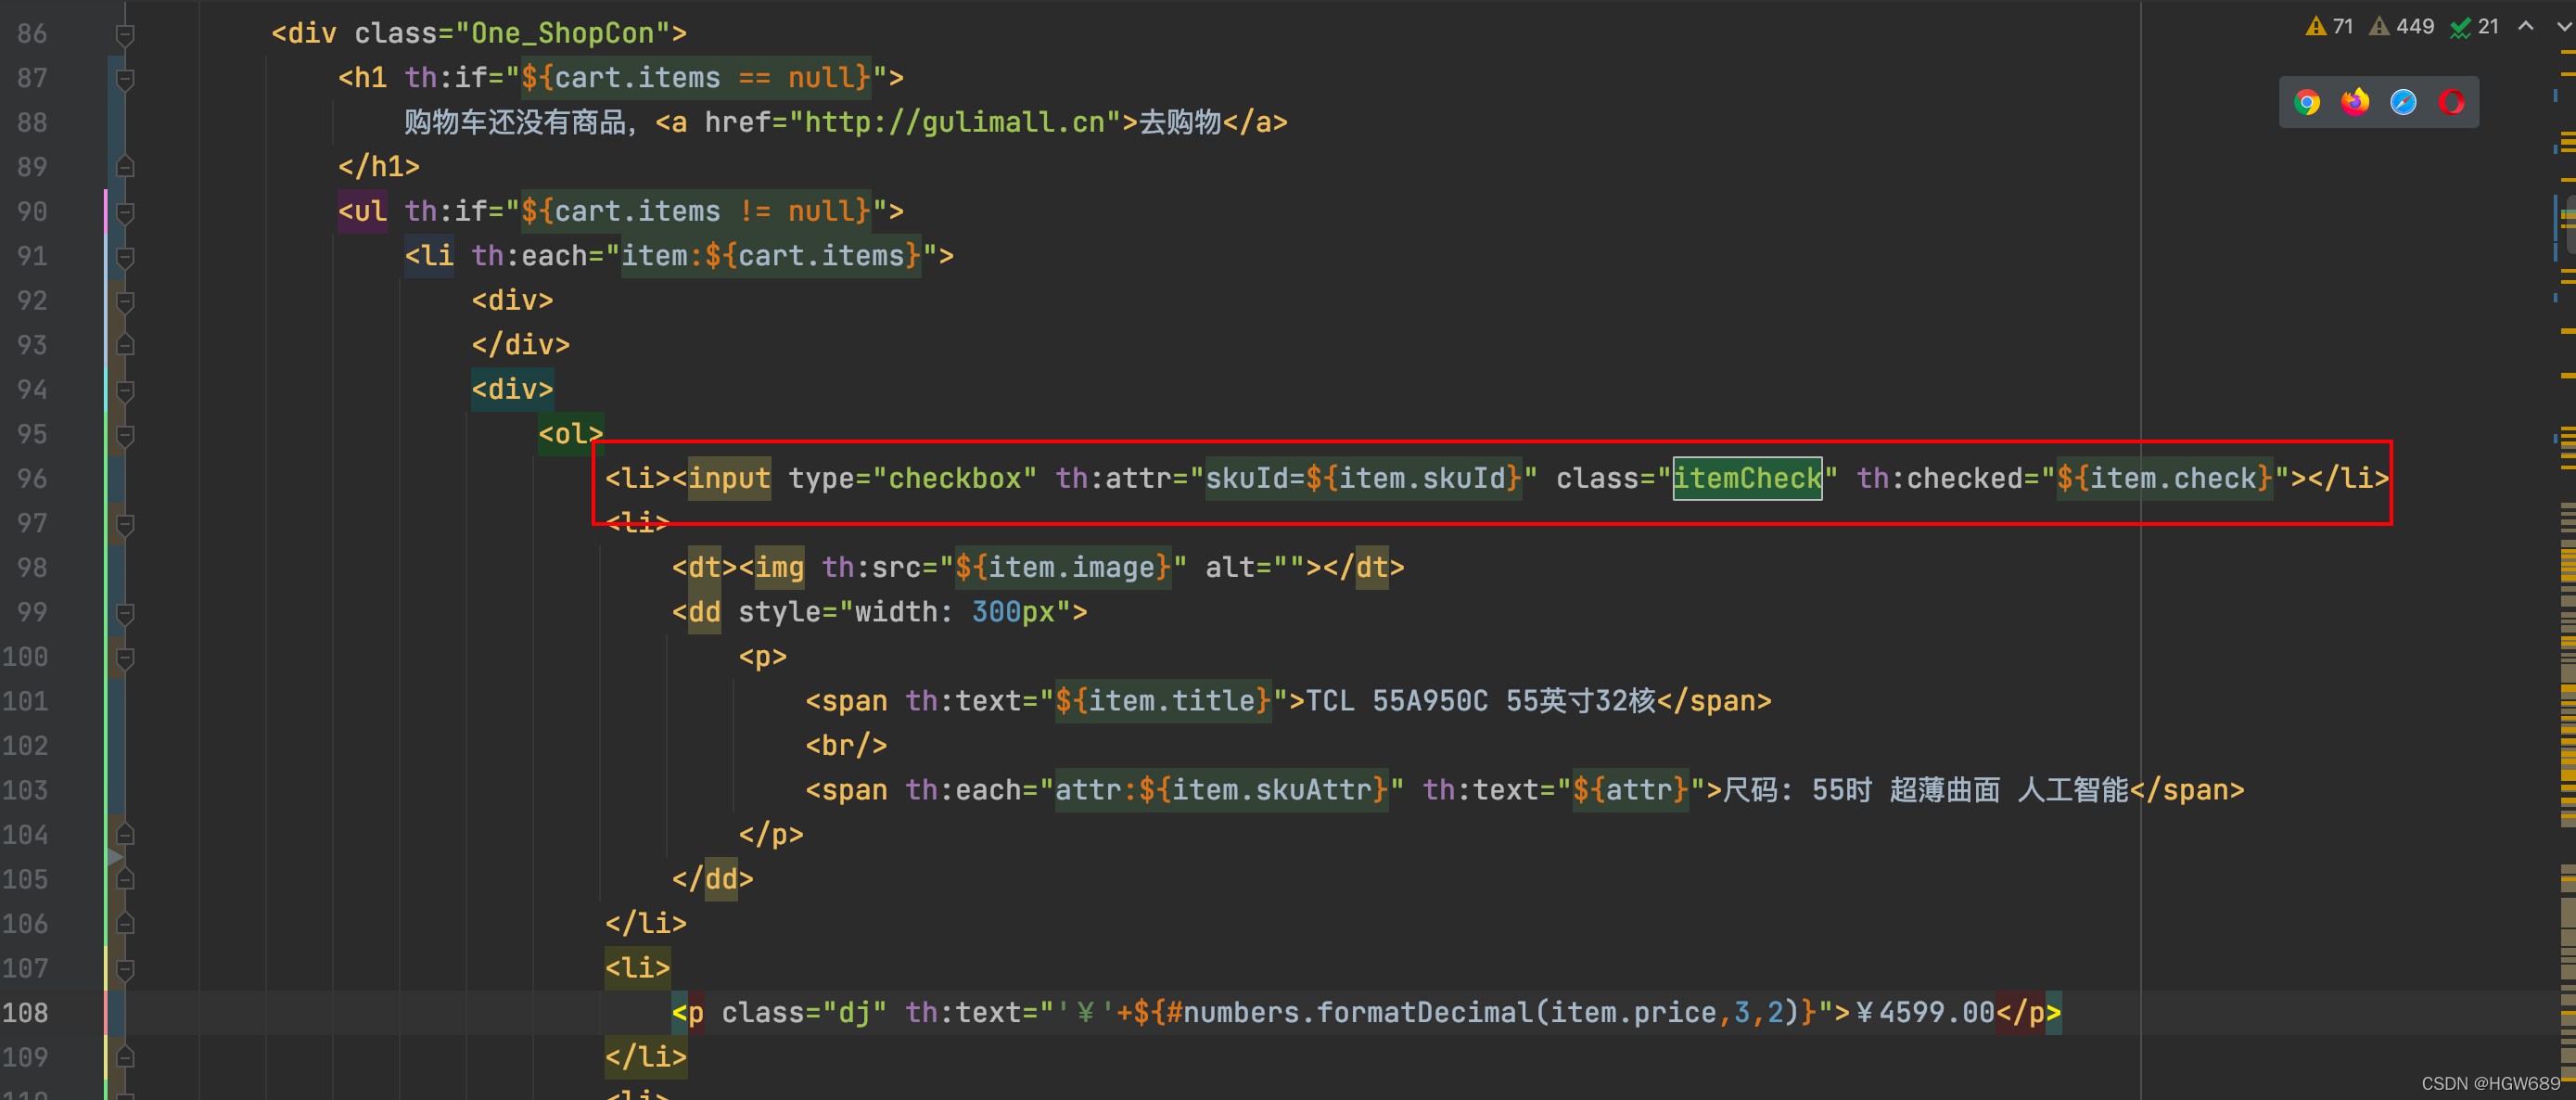 71 449 21
86 <div class="One_ShopCon">
87 <h1 th:if="${cart.items == null}">
88 购物车还没有商品，<a href="http://gulimall.cn">去购物</a>
89 </h1>
90 <ul th:if="${cart.items != null}">
91 <li th:each="item:${cart.items}">
92 <div>
93 </div>
94 <div>
95 <ol>
96 <li><input type="checkbox" th:attr="skuId=${item.skuId}" class="itemCheck" th:checked="${item.check}"></li>
97 <li>
98 <dt><img th:src="${item.image}" alt=""></dt>
99 <dd style="width: 300px">
100 <p>
101 <span th:text="${item.title}">TCL 55A950C 55英寸32核</span>
102 <br/>
103 <span th:each="attr:${item.skuAttr}" th:text="${attr}">尺码: 55时 超薄曲面 人工智能</span>
104 </p>
105 </dd>
106 </li>
107 <li>
108 <p class="dj" th:text="'￥'+${#numbers.formatDecimal(item.price,3,2)}">￥4599.00</p>
109 </li>
110 <li>
CSDN @HGW689